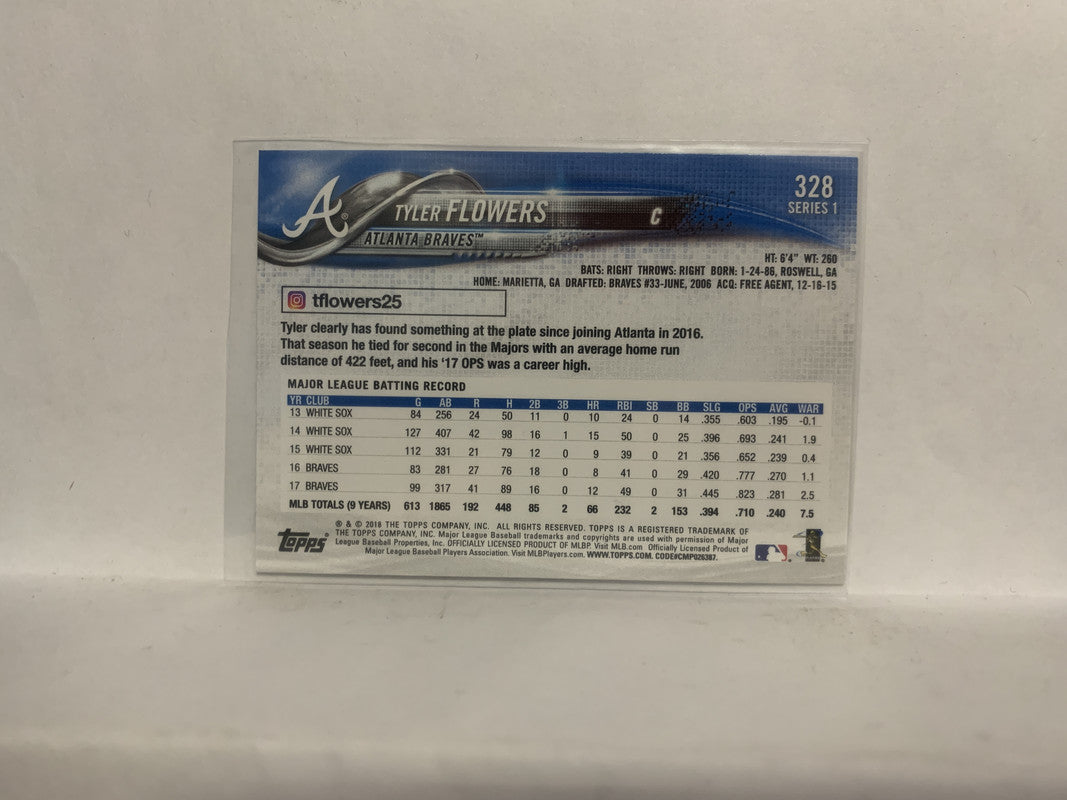 A®
TYLER FLOWERS C
ATLANTA BRAVES™
328
SERIES 1
HT: 6'4" WT: 260
BATS: RIGHT THROWS: RIGHT BORN: 1-24-86, ROSWELL, GA
HOME: MARIETTA, GA DRAFTED: BRAVES #33-JUNE, 2006 ACQ: FREE AGENT, 12-16-15
tflowers25
Tyler clearly has found something at the plate since joining Atlanta in 2016.
That season he tied for second in the Majors with an average home run
distance of 422 feet, and his '17 OPS was a career high.
MAJOR LEAGUE BATTING RECORD
YR CLUB G AB R H 2B 3B HR RBI SB BB SLG OPS AVG WAR
13 WHITE SOX 84 256 24 50 11 0 10 24 0 14 .355 .603 .195 -0.1
14 WHITE SOX 127 407 42 98 16 1 15 50 0 25 .396 .693 .241 1.9
15 WHITE SOX 112 331 21 79 12 0 9 39 0 21 .356 .652 .239 0.4
16 BRAVES 83 281 27 76 18 0 8 41 0 29 .420 .777 .270 1.1
17 BRAVES 99 317 41 89 16 0 12 49 0 31 .445 .823 .281 2.5
MLB TOTALS (9 YEARS) 613 1865 192 448 85 2 66 232 2 153 .394 .710 .240 7.5
Topps®
® & © 2018 THE TOPPS COMPANY, INC. ALL RIGHTS RESERVED. TOPPS IS A REGISTERED TRADEMARK OF
THE TOPPS COMPANY, INC. Major League Baseball trademarks and copyrights are used with permission of Major
League Baseball Properties, Inc. OFFICIALLY LICENSED PRODUCT OF MLBP. Visit MLB.com Officially Licensed Product of
Major League Baseball Players Association. Visit MLBPlayers.com. WWW.TOPPS.COM. CODE#CMP026387.